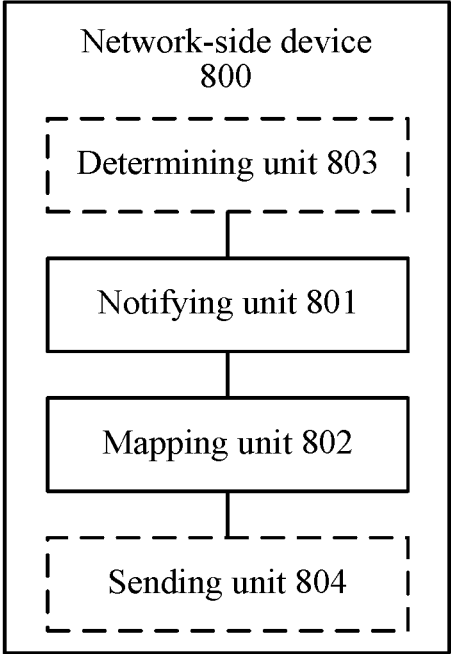 Network-side device
800
Determining unit 803
Notifying unit 801
Mapping unit 802
Sending unit 804